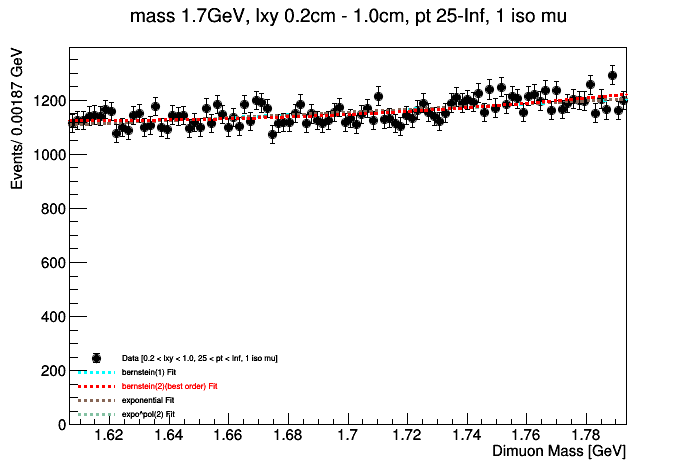 mass 1.7GeV, lxy 0.2cm - 1.0cm, pt 25-Inf, 1 iso mu
Events/ 0.00187 GeV
1200
1000
800
600
400
200
0
Data [0.2 < lxy < 1.0, 25 < pt < Inf, 1 iso mu]
bernstein(1) Fit
bernstein(2)(best order) Fit
exponential Fit
expo*pol(2) Fit
1.62 1.64 1.66 1.68 1.7 1.72 1.74 1.76 1.78
Dimuon Mass [GeV]